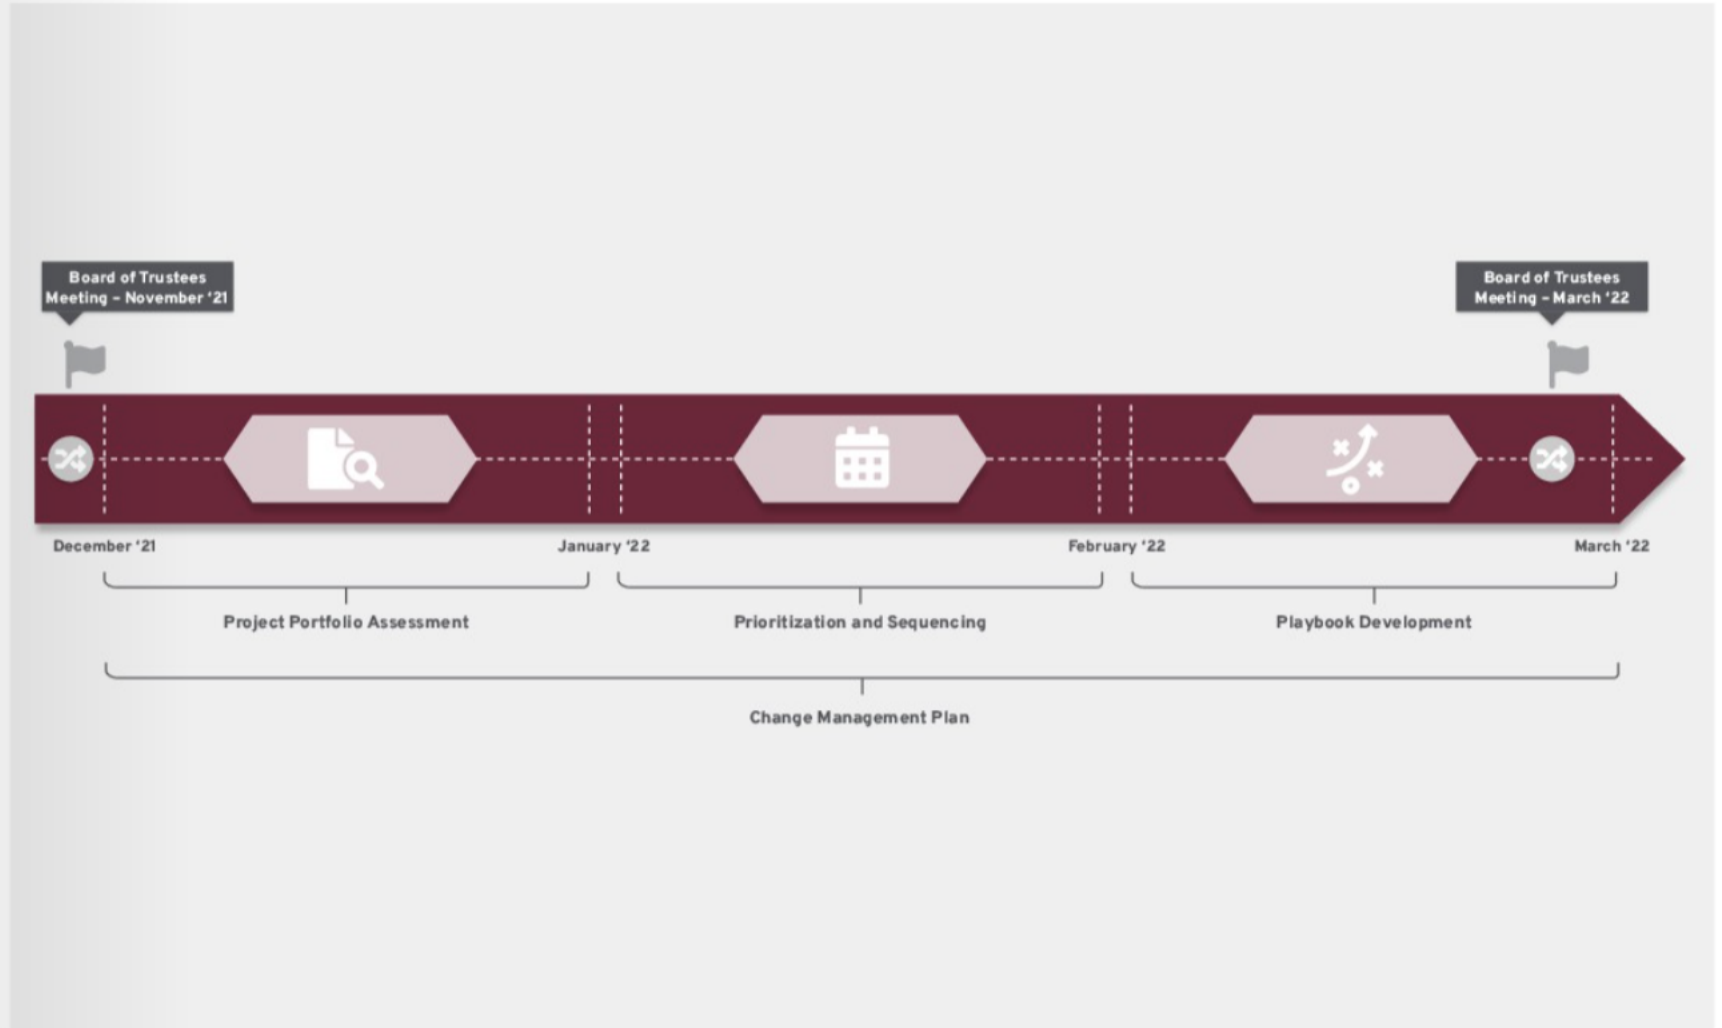 Board of Trustees
Meeting – November ‘21
Board of Trustees
Meeting – March ‘22
December ‘21
January ‘22
February ‘22
March ‘22
Project Portfolio Assessment
Prioritization and Sequencing
Playbook Development
Change Management Plan